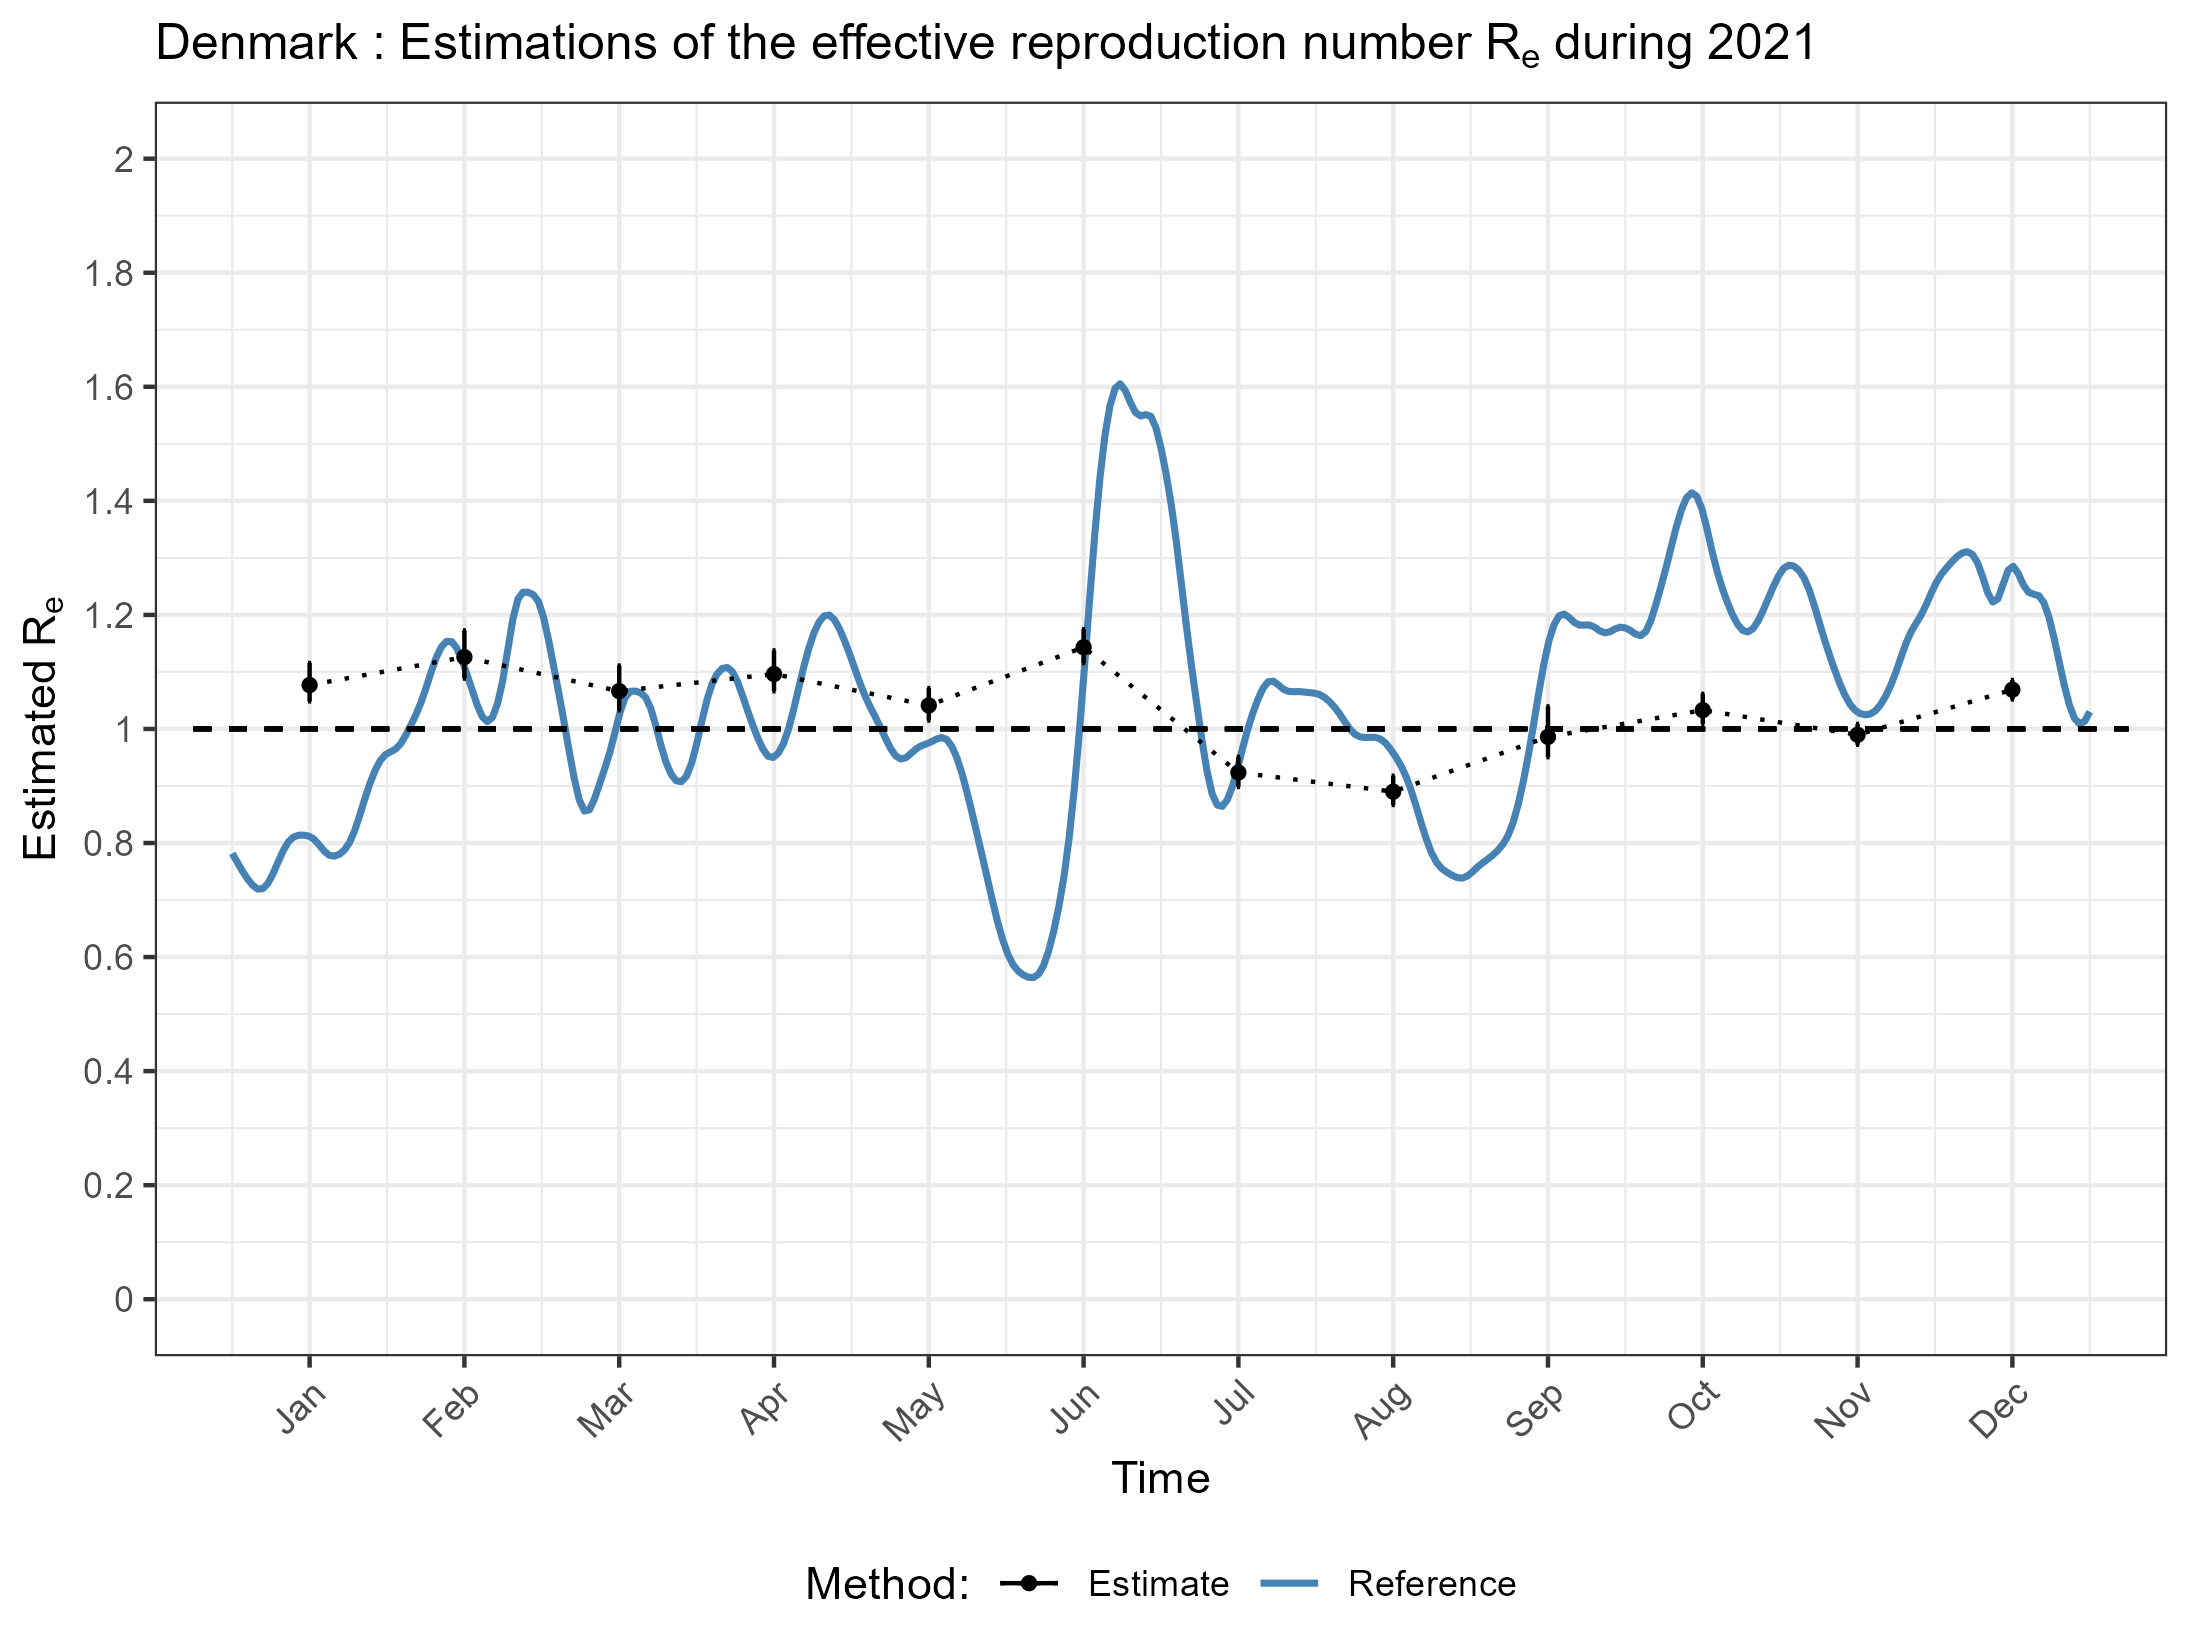 Denmark : Estimations of the effective reproduction number Re during 2021
Estimated Re
2
1.8
1.6
1.4
1.2
1
0.8
0.6
0.4
0.2
0
Jan Feb Mar Apr May Jun Jul Aug Sep Oct Nov Dec
Time
Method: Estimate Reference